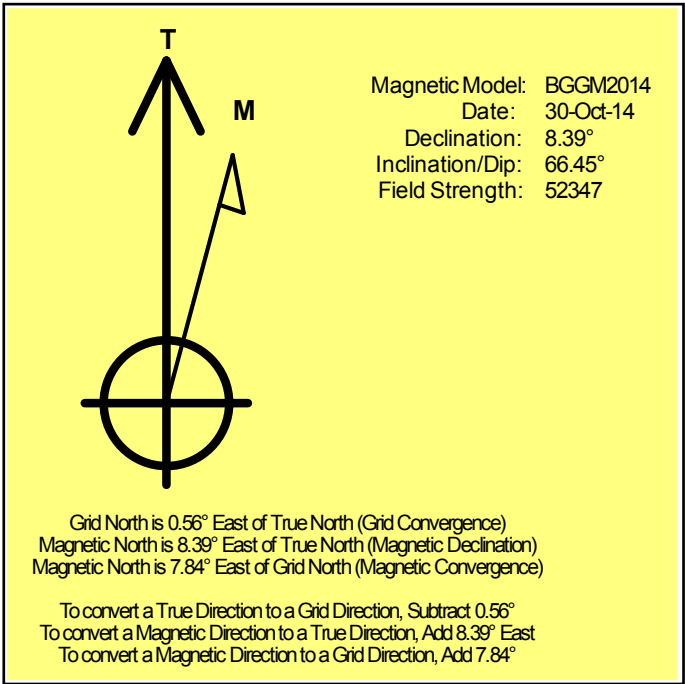 T
M
Magnetic Model: BGGM2014
Date: 30-Oct-14
Declination: 8.39°
Inclination/Dip: 66.45°
Field Strength: 52347
Grid North is 0.56° East of True North (Grid Convergence)
Magnetic North is 8.39° East of True North (Magnetic Declination)
Magnetic North is 7.84° East of Grid North (Magnetic Convergence)
To convert a True Direction to a Grid Direction, Subtract 0.56°
To convert a Magnetic Direction to a True Direction, Add 8.39° East
To convert a Magnetic Direction to a Grid Direction, Add 7.84°